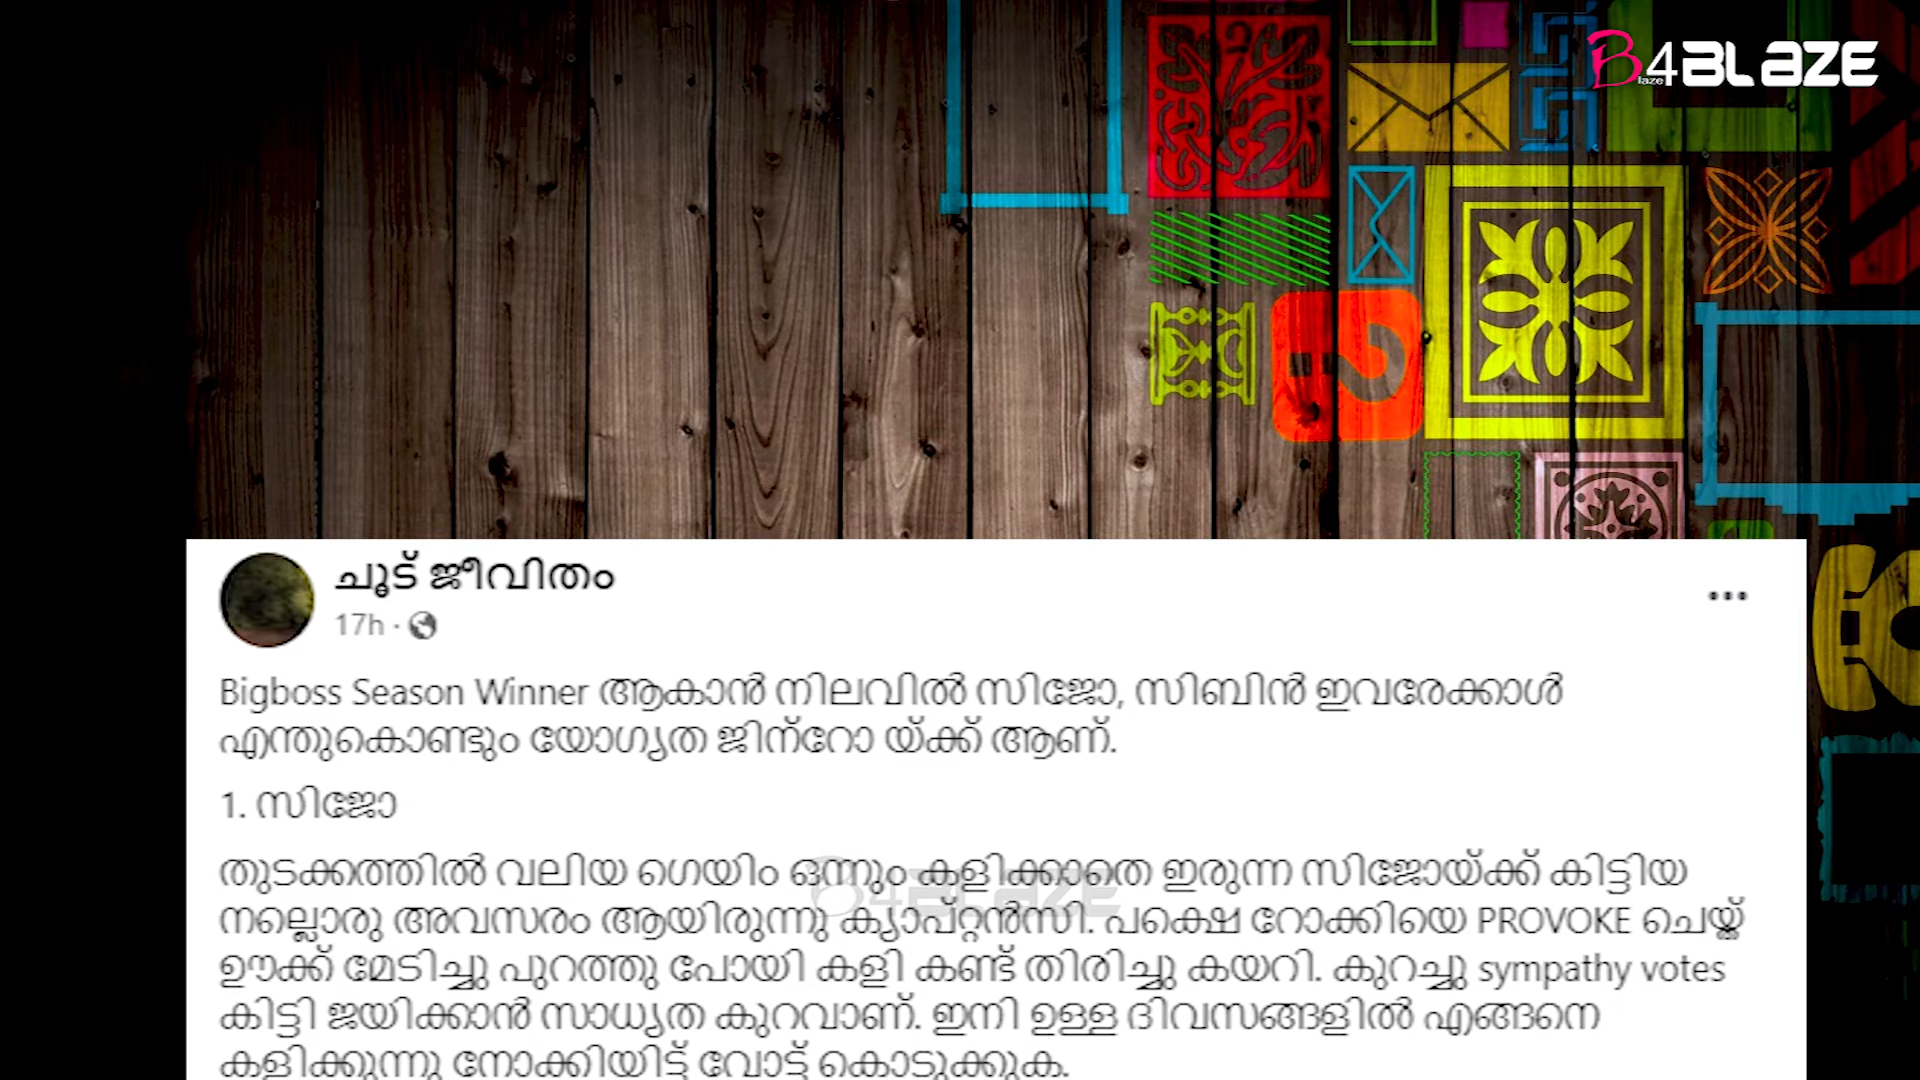 B4BLAZE
ചൂട് ജീവിതം
17h ·
Bigboss Season Winner ആകാൻ നിലവിൽ സിജോ, സിബിൻ ഇവരേക്കാൾ
എന്തുകൊണ്ടും യോഗ്യത ജിന്റോ യ്ക്ക് ആണ്.
1. സിജോ
തുടക്കത്തിൽ വലിയ ഗെയിം ഒന്നും കളിക്കാതെ ഇരുന്ന സിജോയ്ക്ക് കിട്ടിയ
നല്ലൊരു അവസരം ആയിരുന്നു ക്യാപ്റ്റൻസി. പക്ഷെ റോക്കിയെ PROVOKE ചെയ്ത്
ഊക്ക് മേടിച്ചു പുറത്തു പോയി കളി കണ്ട് തിരിച്ചു കയറി. കുറച്ചു sympathy votes
കിട്ടി ജയിക്കാൻ സാധ്യത കുറവാണ്. ഇനി ഉള്ള ദിവസങ്ങളിൽ എങ്ങനെ
കളിക്കുന്നു നോക്കിയിട്ട് വോട്ട് കൊടുക്കുക.
B4BLAZE